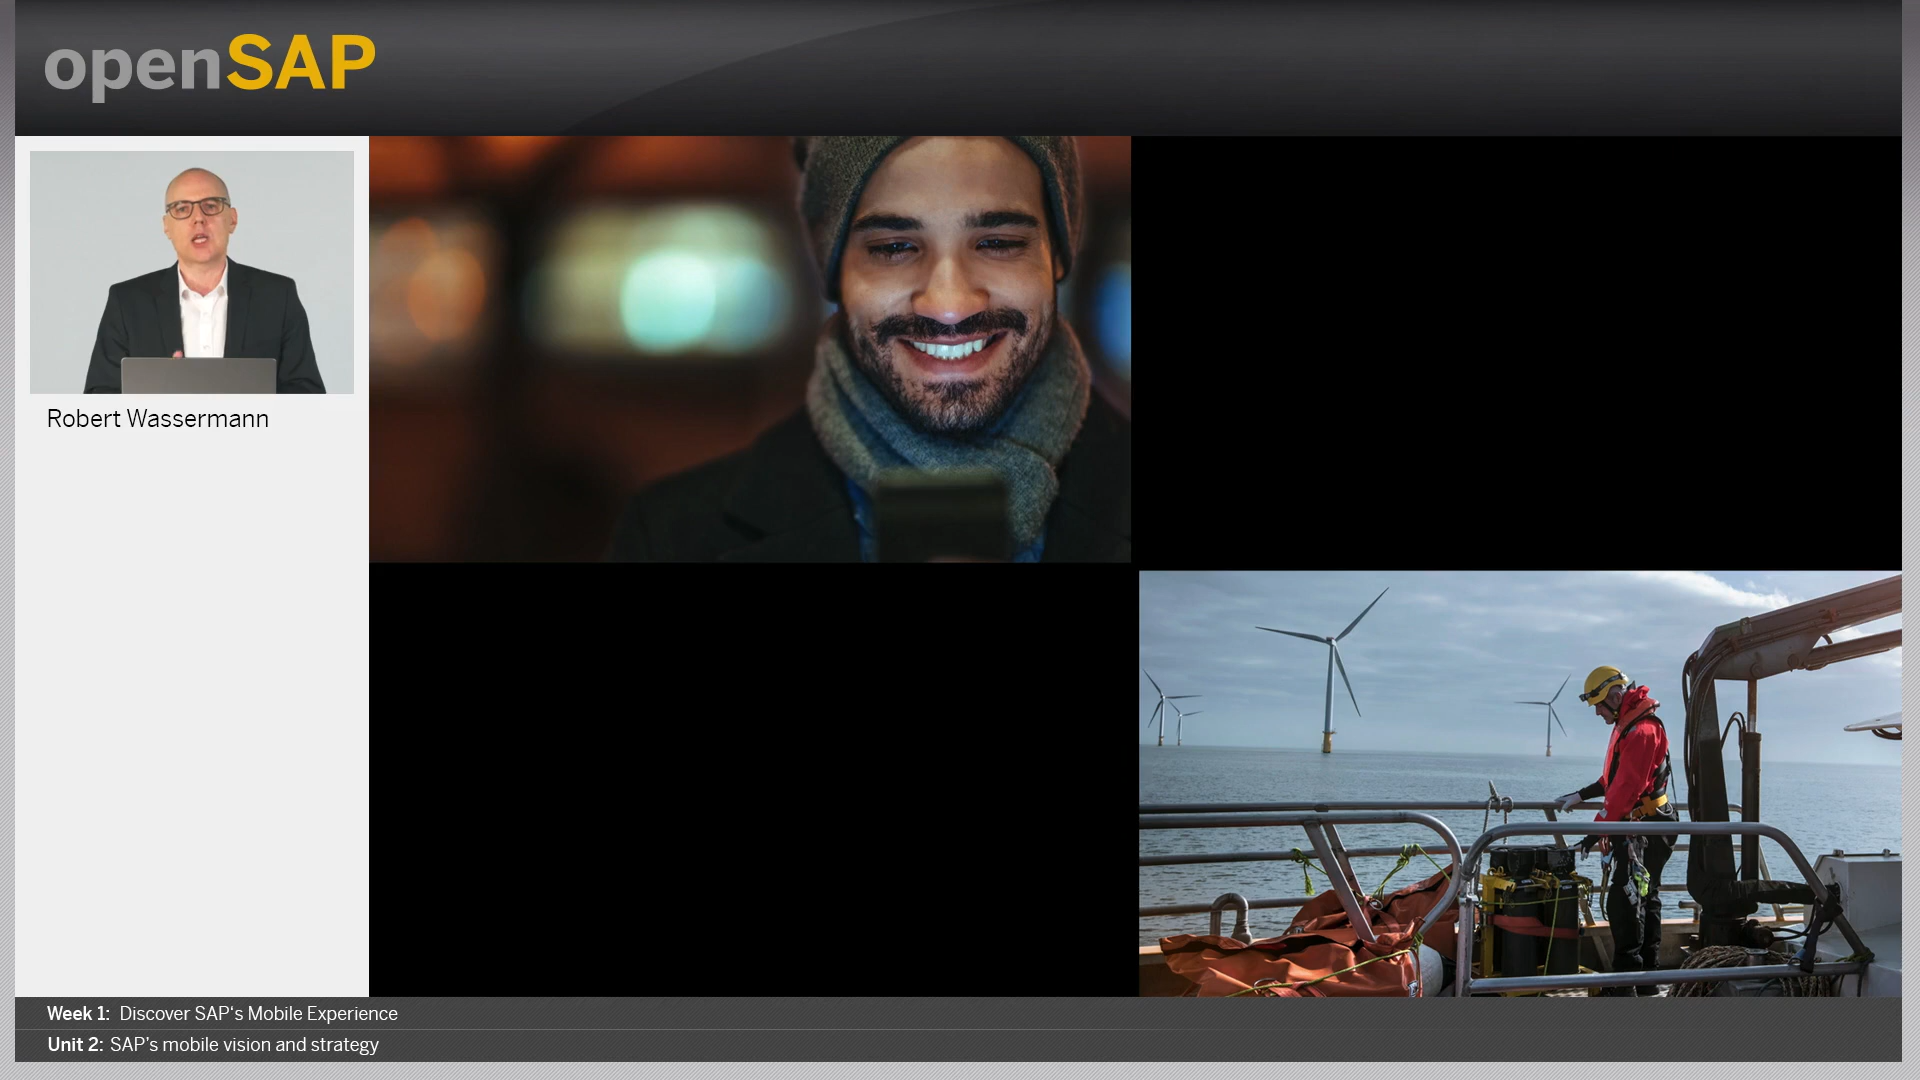 openSAP
Robert Wassermann
Week 1: Discover SAP‘s Mobile Experience
Unit 2: SAP’s mobile vision and strategy